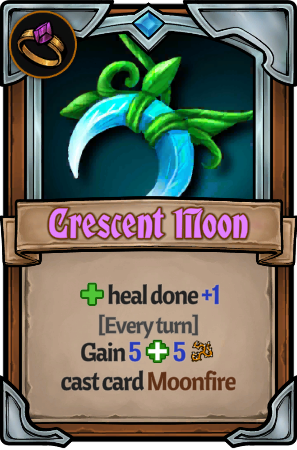 Crescent Moon
heal done +1
[Every turn]
Gain 5 5
cast card Moonfire